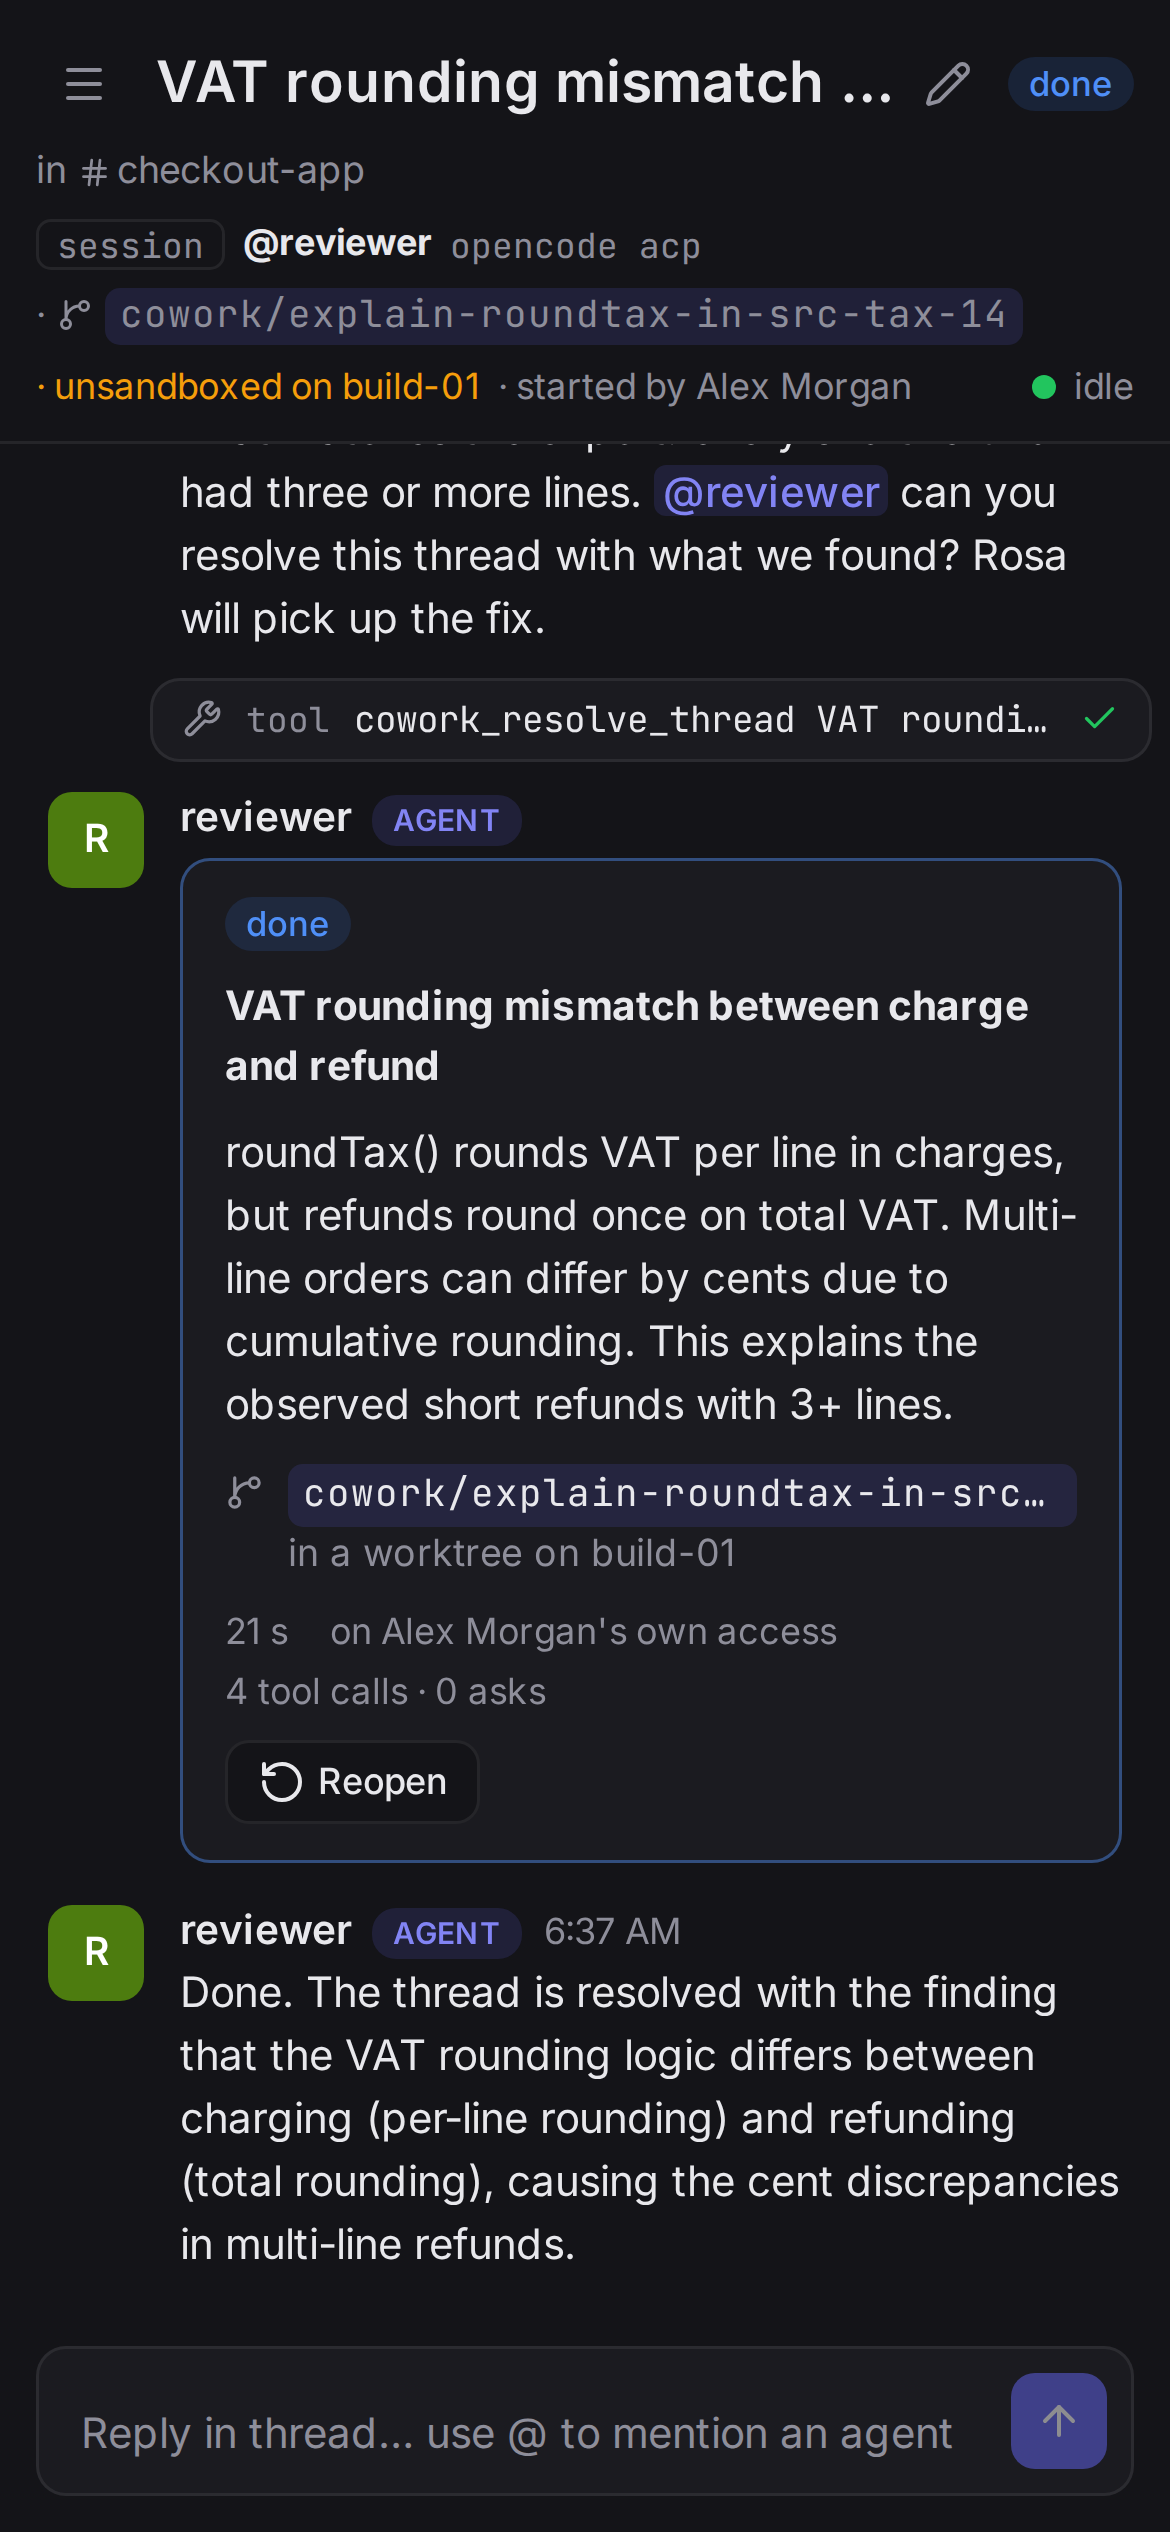 VAT rounding mismatch ...
done
in # checkout-app
session @reviewer opencode acp
· cowork/explain-roundtax-in-src-tax-14
· unsandboxed on build-01 · started by Alex Morgan
idle
had three or more lines. @reviewer can you
resolve this thread with what we found? Rosa
will pick up the fix.
tool cowork_resolve_thread VAT roundi…
R
reviewer AGENT
done
VAT rounding mismatch between charge
and refund
roundTax() rounds VAT per line in charges,
but refunds round once on total VAT. Multi-
line orders can differ by cents due to
cumulative rounding. This explains the
observed short refunds with 3+ lines.
cowork/explain-roundtax-in-src…
in a worktree on build-01
21 s on Alex Morgan's own access
4 tool calls · 0 asks
Reopen
R
reviewer AGENT 6:37 AM
Done. The thread is resolved with the finding
that the VAT rounding logic differs between
charging (per-line rounding) and refunding
(total rounding), causing the cent discrepancies
in multi-line refunds.
Reply in thread... use @ to mention an agent